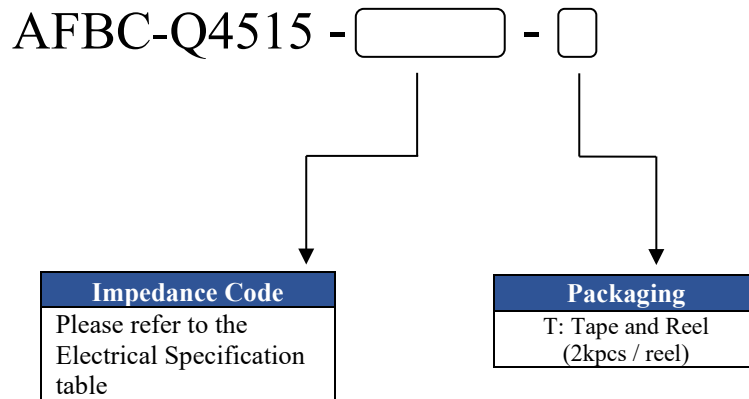 AFBC-Q4515 - -
Impedance Code
Please refer to the
Electrical Specification
table
Packaging
T: Tape and Reel
(2kpcs / reel)